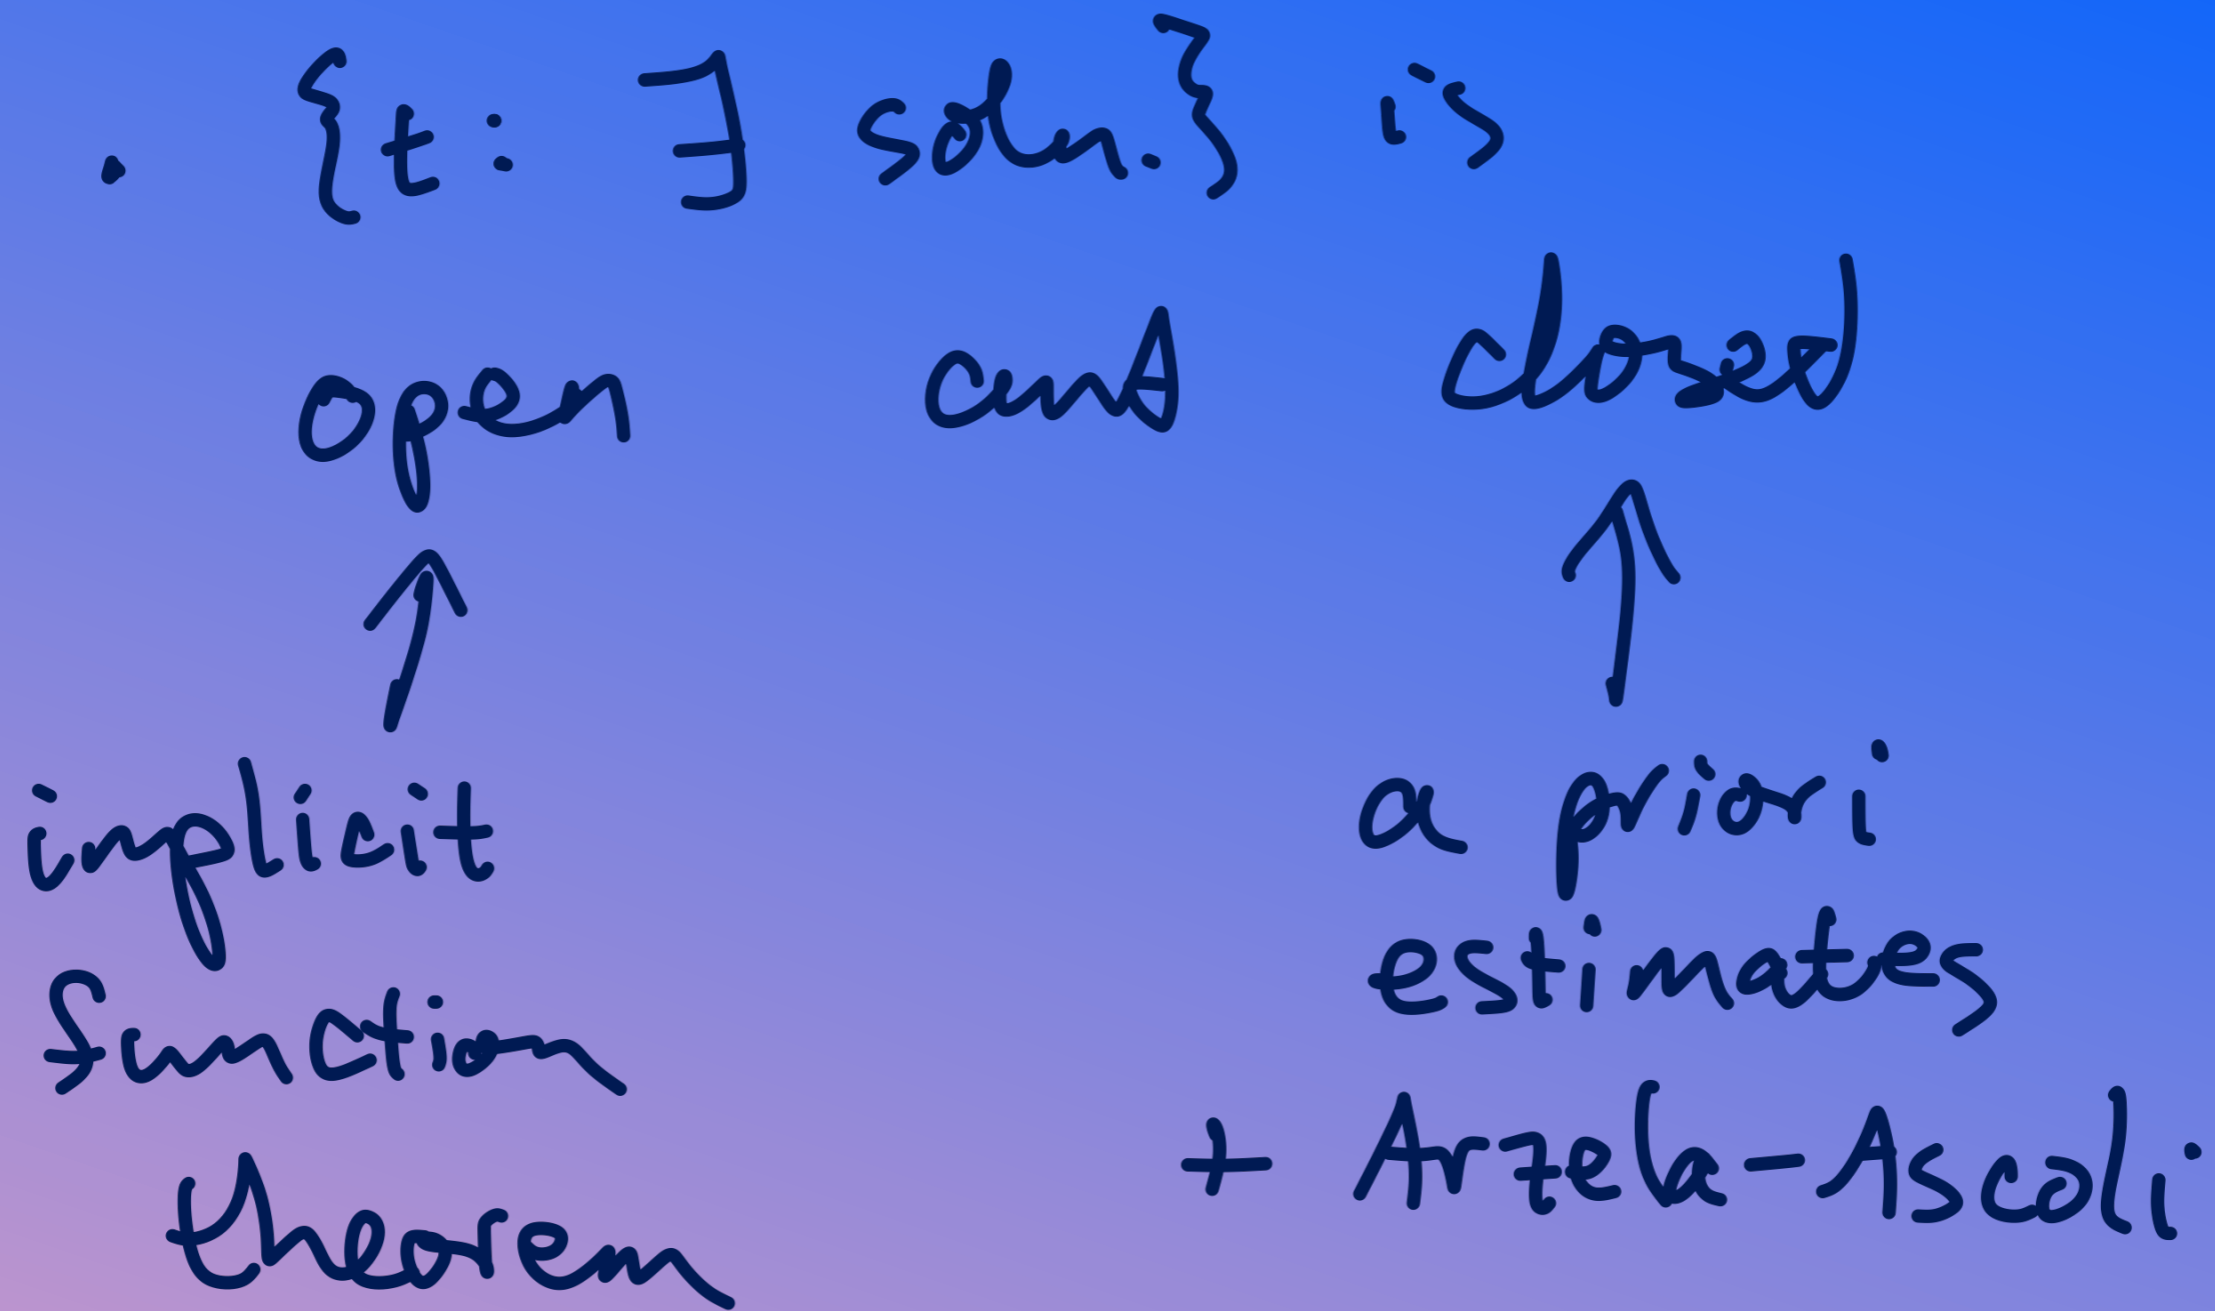 . {t: ∃ soln.} is
open and closed
↑ ↑
implicit a priori
function estimates
theorem + Arzela-Ascoli